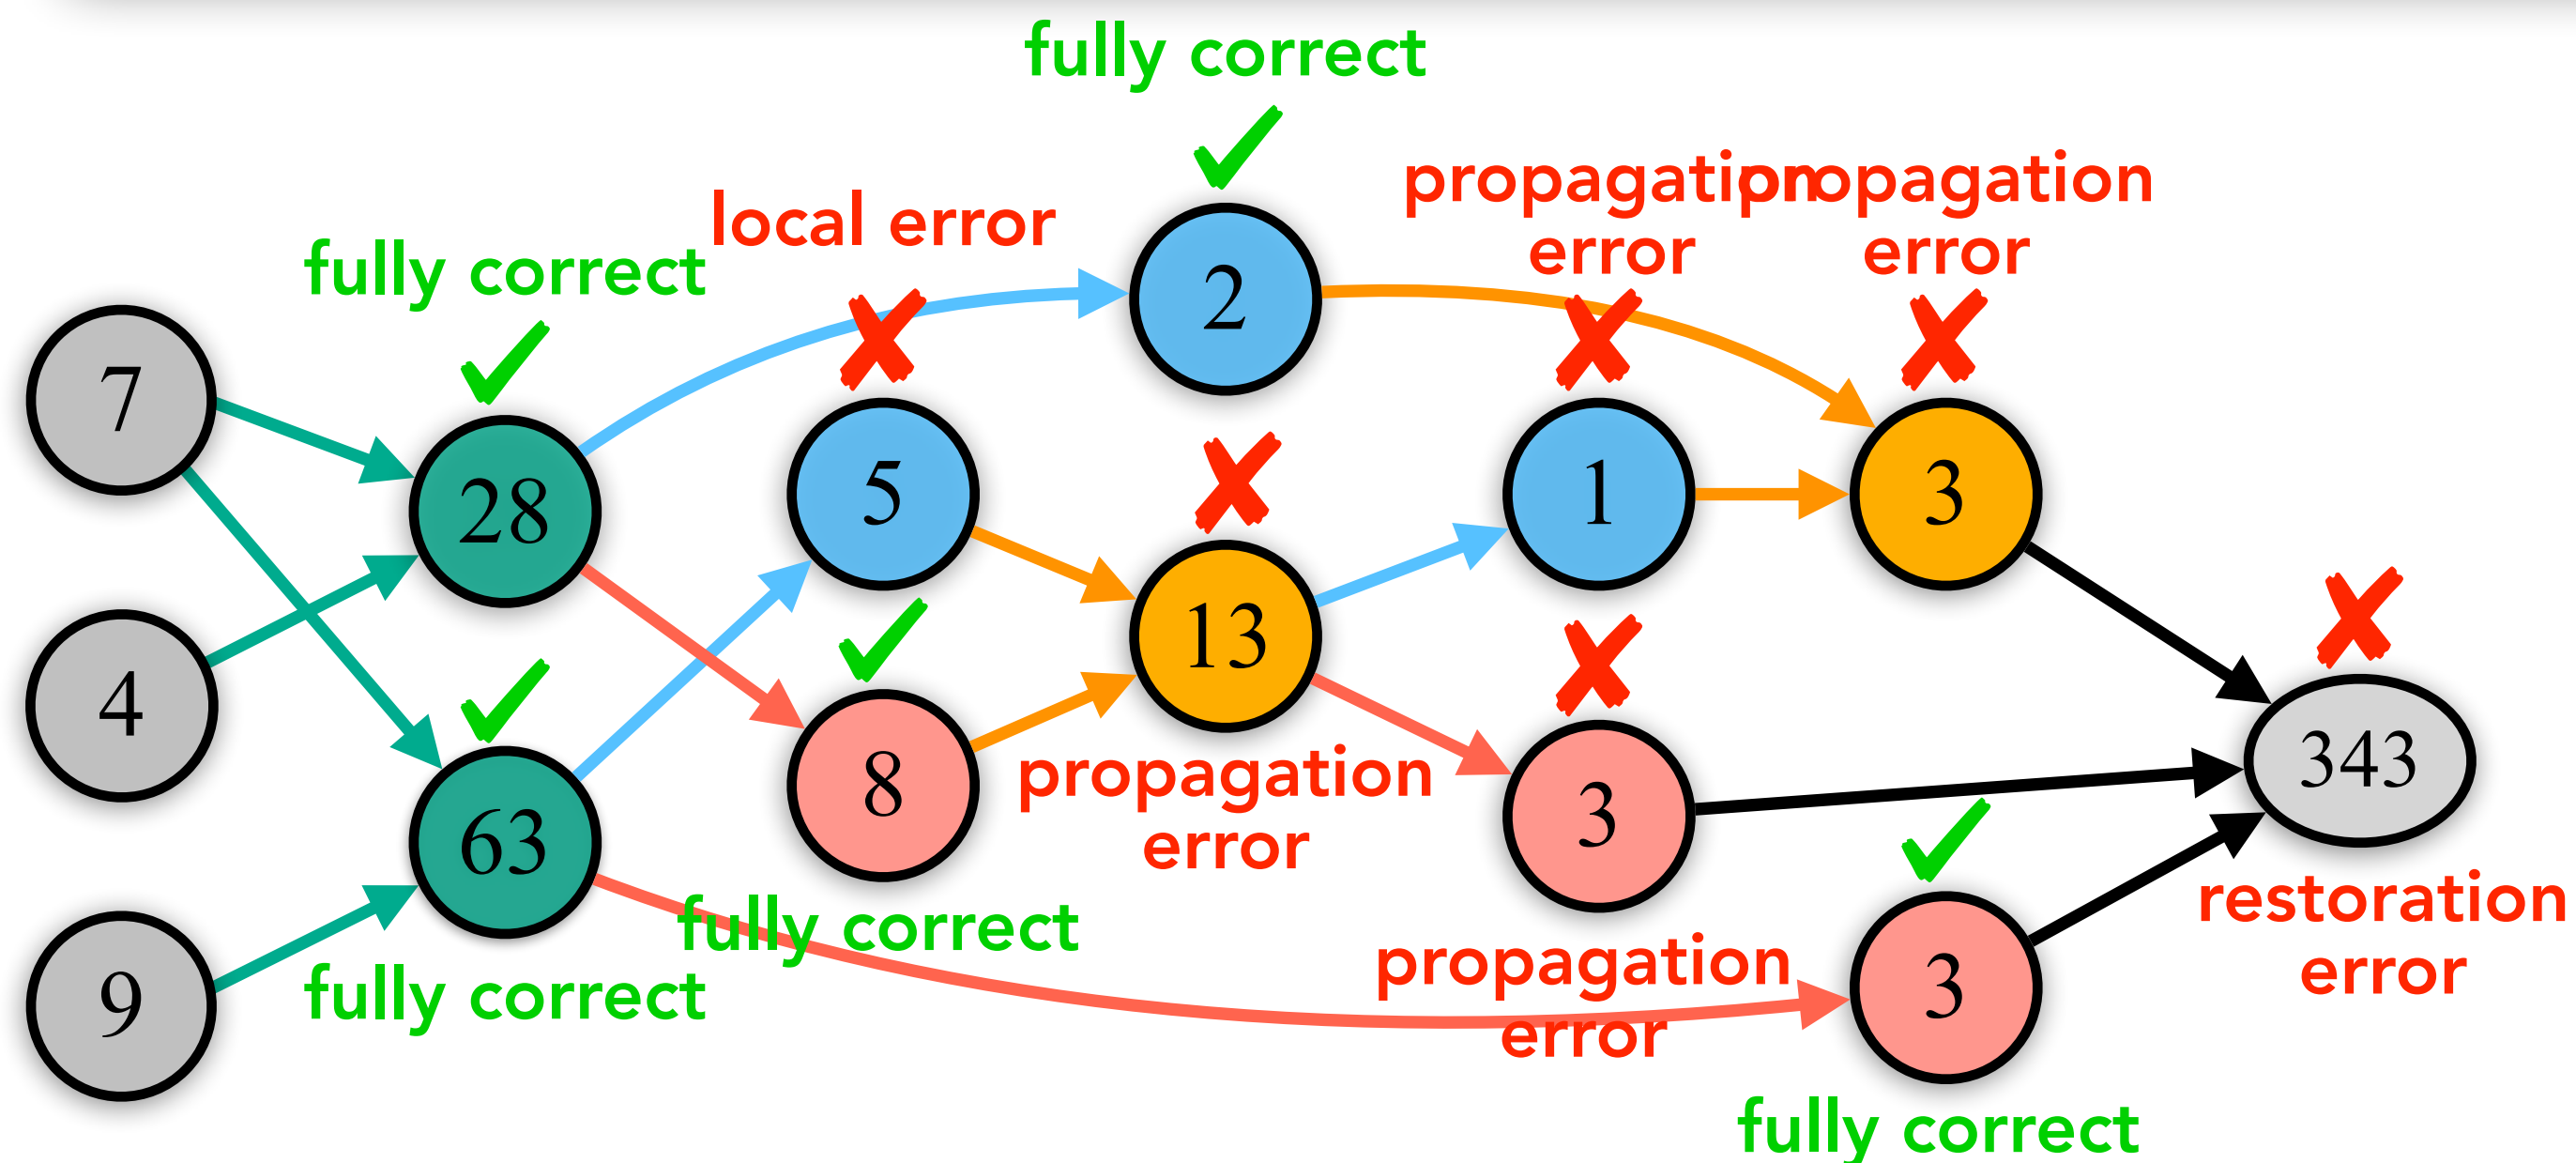 fully correct
propagation
error
propagation
error
local error
fully correct
2
7
28
5
1
3
13
4
8
63
3
343
propagation
error
fully correct
fully correct
9
propagation
error
3
restoration
error
fully correct